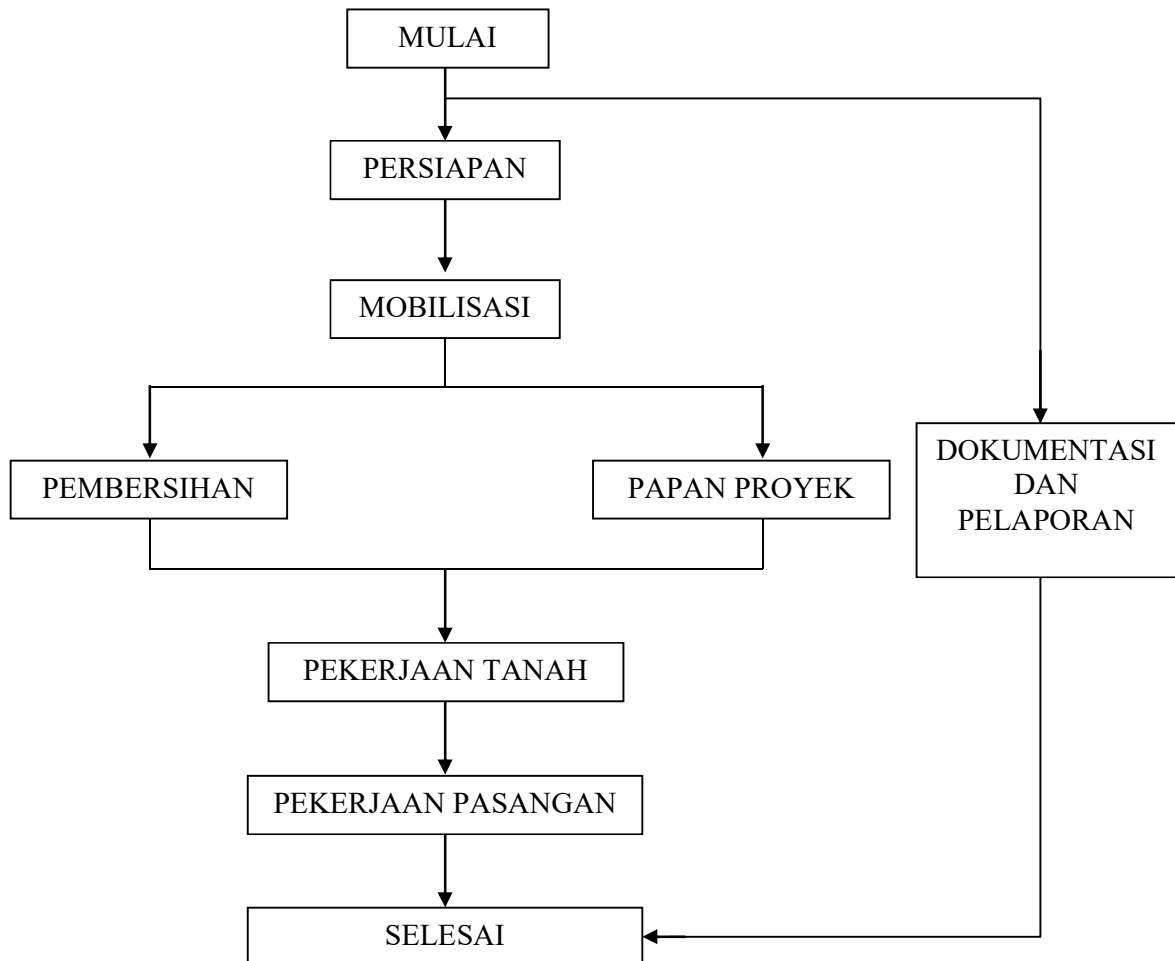 MULAI
PERSIAPAN
MOBILISASI
PEMBERSIHAN
PAPAN PROYEK
DOKUMENTASI
DAN
PELAPORAN
PEKERJAAN TANAH
PEKERJAAN PASANGAN
SELESAI